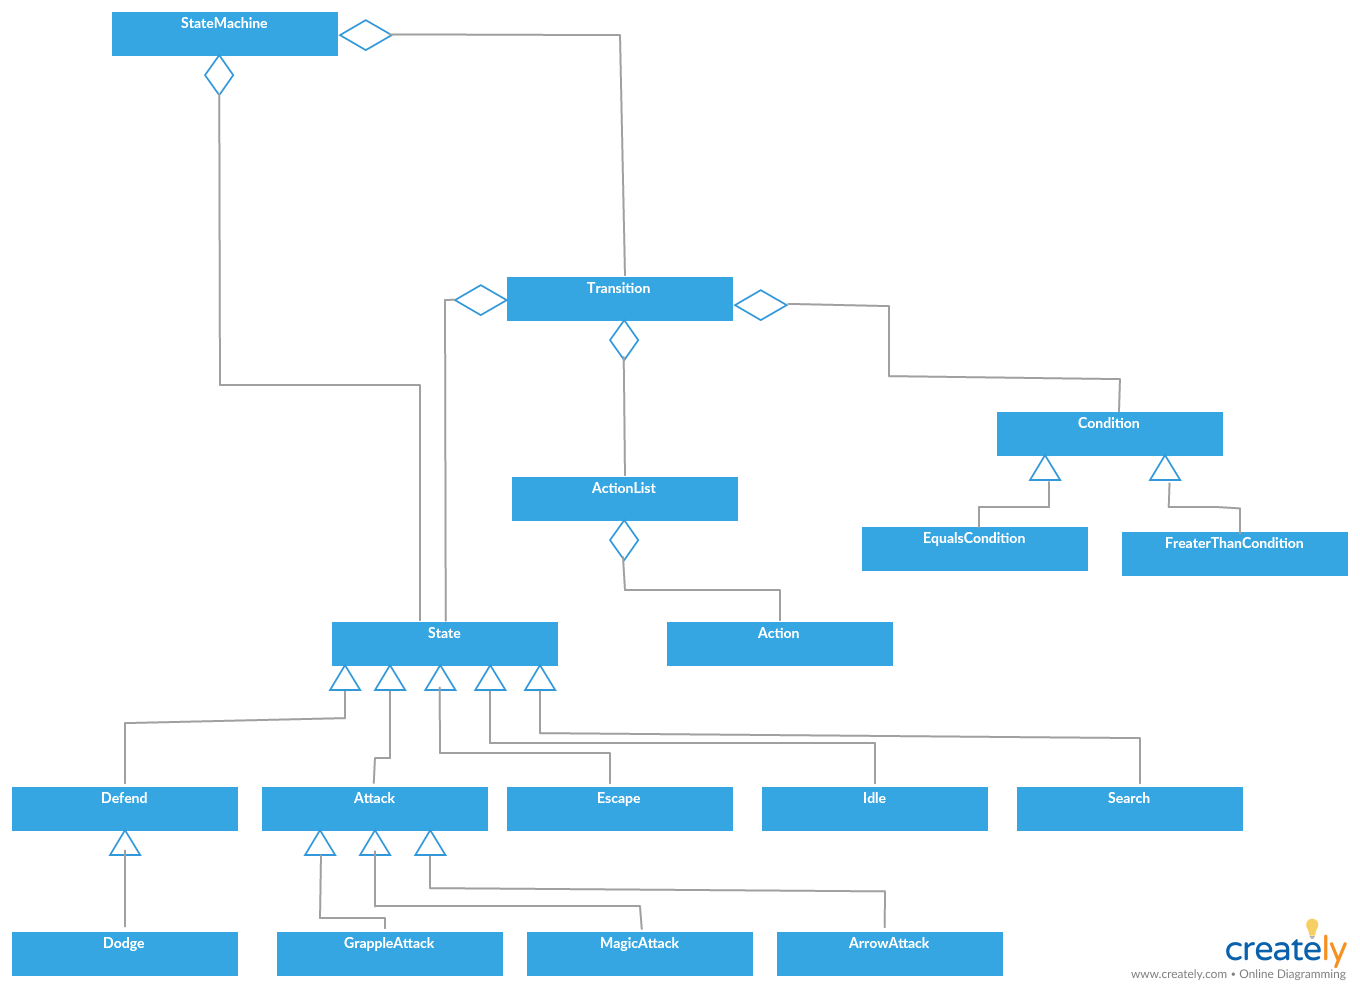 StateMachine
Transition
Condition
ActionList
EqualsCondition
FreaterThanCondition
State
Action
Defend
Attack
Escape
Idle
Search
Dodge
GrappleAttack
MagicAttack
ArrowAttack
creately
www.creately.com • Online Diagramming